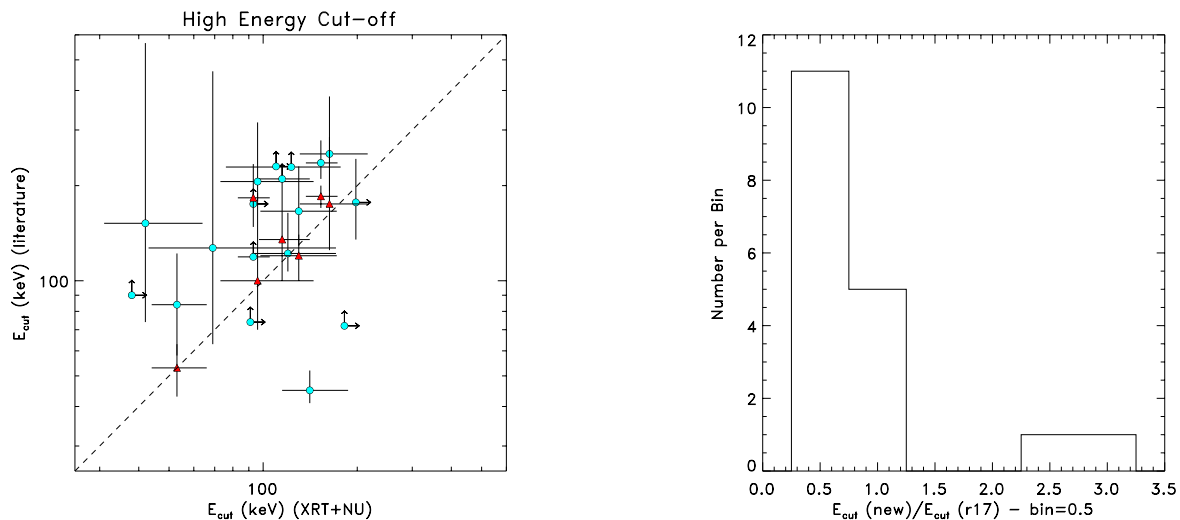 High Energy Cut-off
E_cut (keV) (literature)
100
100
E_cut (keV) (XRT+NU)
Number per Bin
12
10
8
6
4
2
0
0.0 0.5 1.0 1.5 2.0 2.5 3.0 3.5
E_cut (new)/E_cut (r17) - bin=0.5